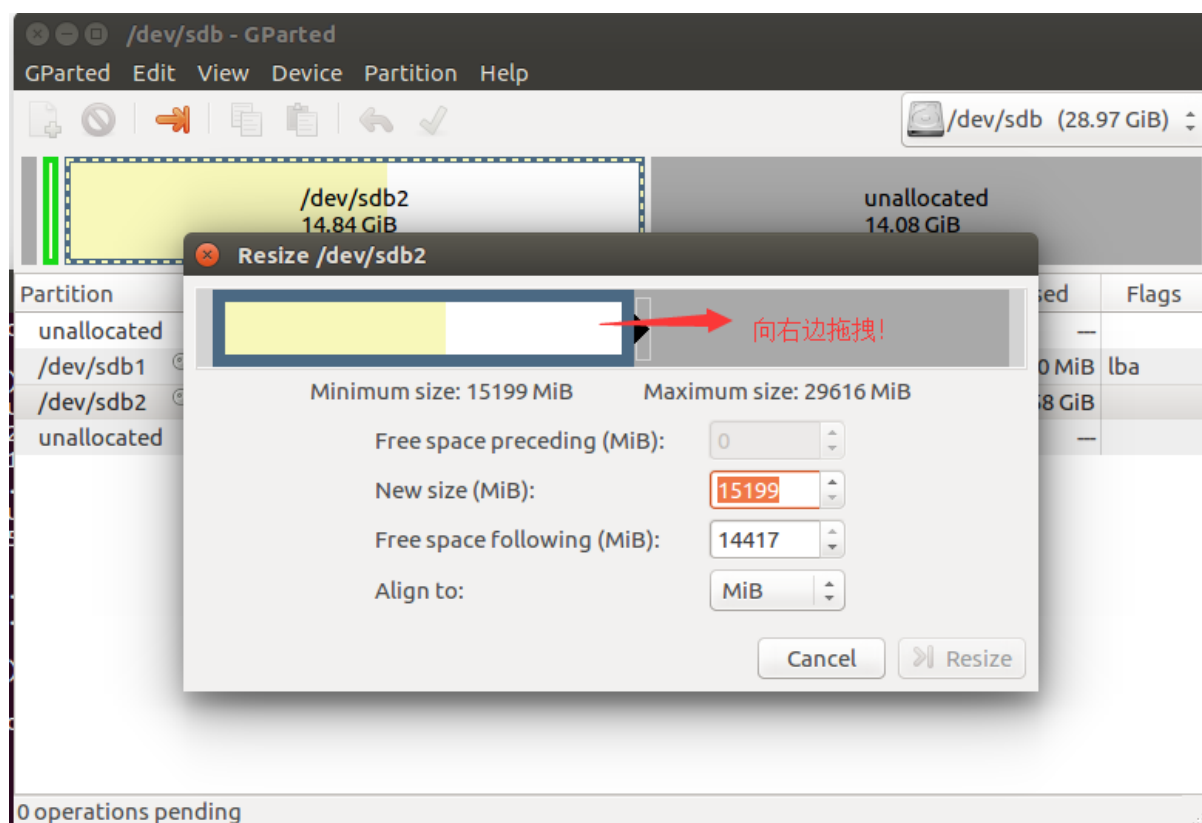 /dev/sdb - GParted
GParted Edit View Device Partition Help
/dev/sdb (28.97 GiB)
/dev/sdb2
14.84 GiB
unallocated
14.08 GiB
Resize /dev/sdb2
Partition
Flags
unallocated
---
/dev/sdb1
MiB lba
/dev/sdb2
GiB
unallocated
---
向右边拖拽!
Minimum size: 15199 MiB Maximum size: 29616 MiB
Free space preceding (MiB): 0
New size (MiB): 15199
Free space following (MiB): 14417
Align to: MiB
Cancel Resize
0 operations pending